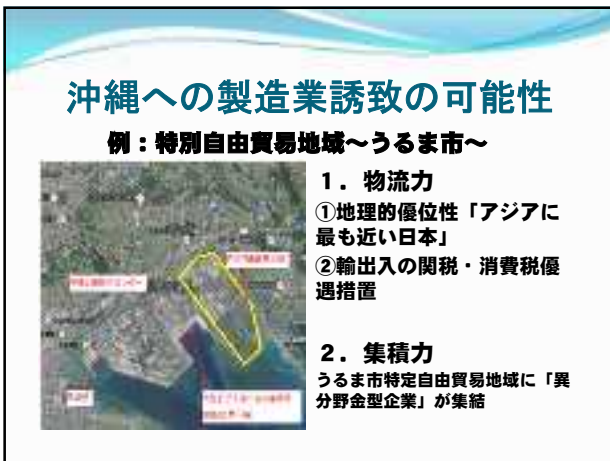 沖縄への製造業誘致の可能性
例：特別自由貿易地域～うるま市～
１．物流力
①地理的優位性「アジアに
最も近い日本」
②輸出入の関税・消費税優
遇措置
２．集積力
うるま市特定自由貿易地域に「異
分野金型企業」が集結